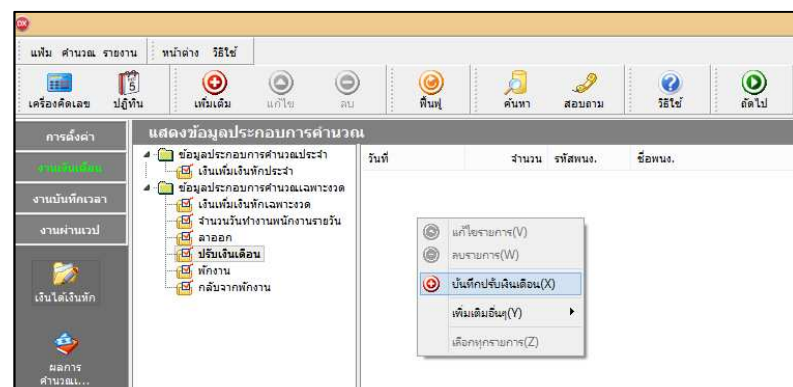 แฟ้ม คำนวณ รายงาน หน้าต่าง วิธีใช้
เครื่องคิดเลข ปฏิทิน เพิ่มเติม แก้ไข ลบ ฟื้นฟู ค้นหา สอบถาม วิธีใช้ ถัดไป
การตั้งค่า
งานเงินเดือน
งานบันทึกเวลา
งานผ่านเวป
เงินได้เงินหัก
ผลการ
คำนวณเ...
แสดงข้อมูลประกอบการคำนวณ
ข้อมูลประกอบการคำนวณประจำ
เงินเพิ่มเงินหักประจำ
ข้อมูลประกอบการคำนวณเฉพาะงวด
เงินเพิ่มเงินหักเฉพาะงวด
จำนวนวันทำงานพนักงานรายวัน
ลาออก
ปรับเงินเดือน
พักงาน
กลับจากพักงาน
วันที่ จำนวน รหัสพนง. ชื่อพนง.
แก้ไขรายการ(V)
ลบรายการ(W)
บันทึกปรับเงินเดือน(X)
เพิ่มเติมอื่นๆ(Y)
เลือกทุกรายการ(Z)